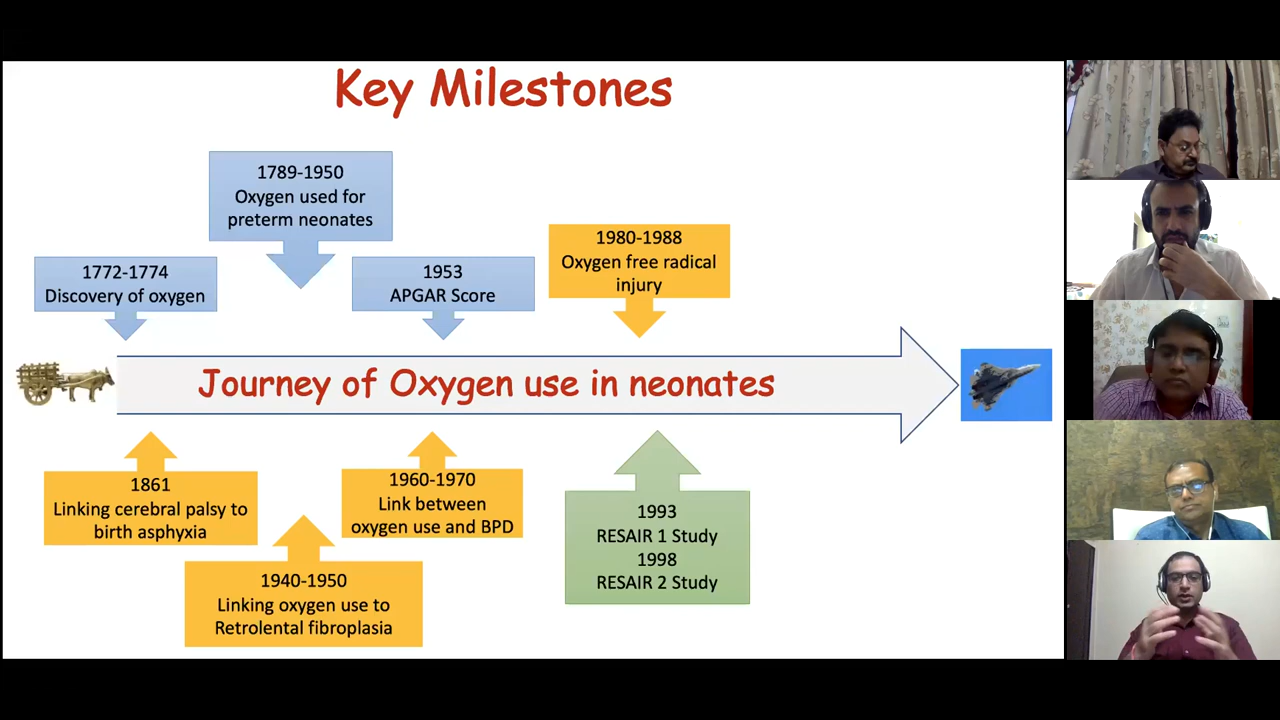 Key Milestones
1789-1950
Oxygen used for
preterm neonates
1772-1774
Discovery of oxygen
1953
APGAR Score
1980-1988
Oxygen free radical
injury
Journey of Oxygen use in neonates
1861
Linking cerebral palsy to
birth asphyxia
1940-1950
Linking oxygen use to
Retrolental fibroplasia
1960-1970
Link between
oxygen use and BPD
1993
RESAIR 1 Study
1998
RESAIR 2 Study